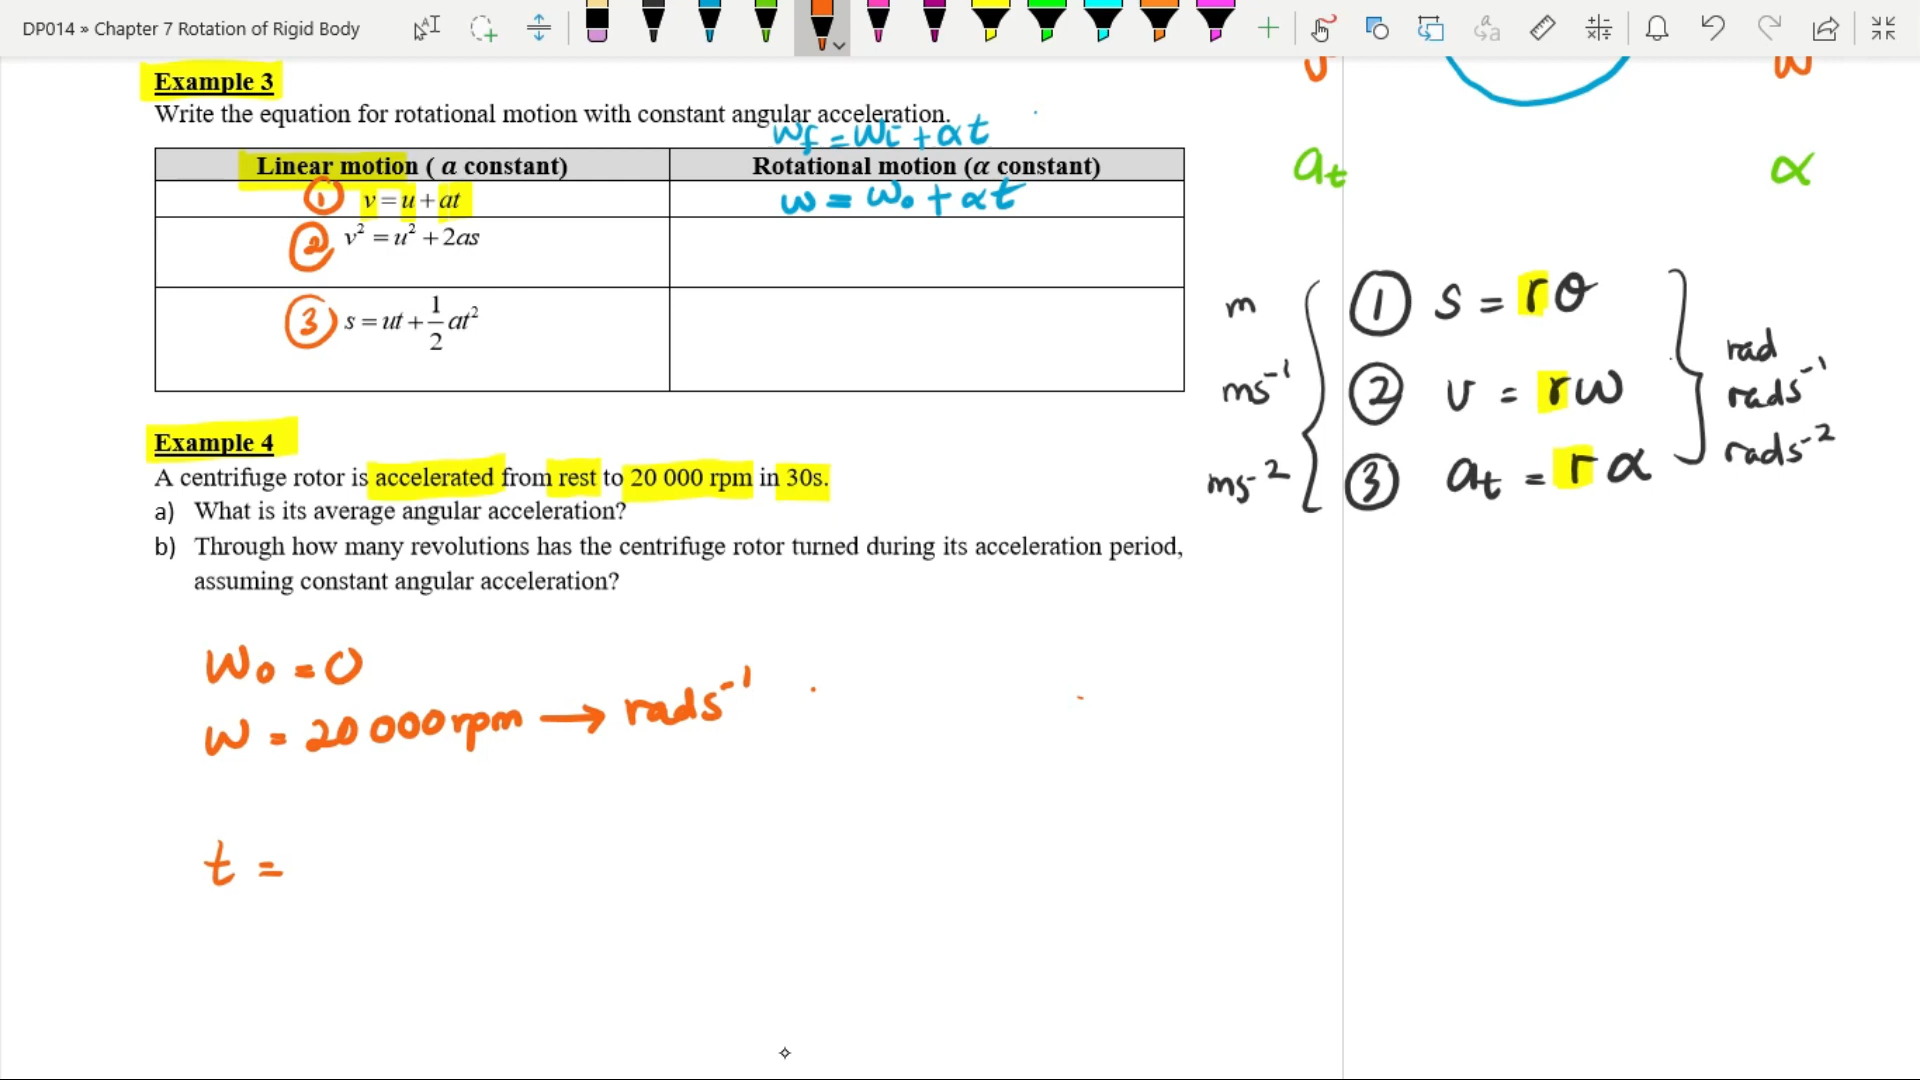 DP014 » Chapter 7 Rotation of Rigid Body
Example 3
Write the equation for rotational motion with constant angular acceleration.
ωf = ωi + αt
Linear motion ( a constant)
Rotational motion (α constant)
① v = u + at
ω = ω₀ + αt
② v² = u² + 2as
③ s = ut + 1/2 at²
Example 4
A centrifuge rotor is accelerated from rest to 20 000 rpm in 30s.
a) What is its average angular acceleration?
b) Through how many revolutions has the centrifuge rotor turned during its acceleration period,
assuming constant angular acceleration?
ω₀ = 0
ω = 20 000 rpm → rads⁻¹
t =
v ω
aₜ α
m ① s = rθ rad
ms⁻¹ ② v = rω rads⁻¹
ms⁻² ③ aₜ = rα rads⁻²